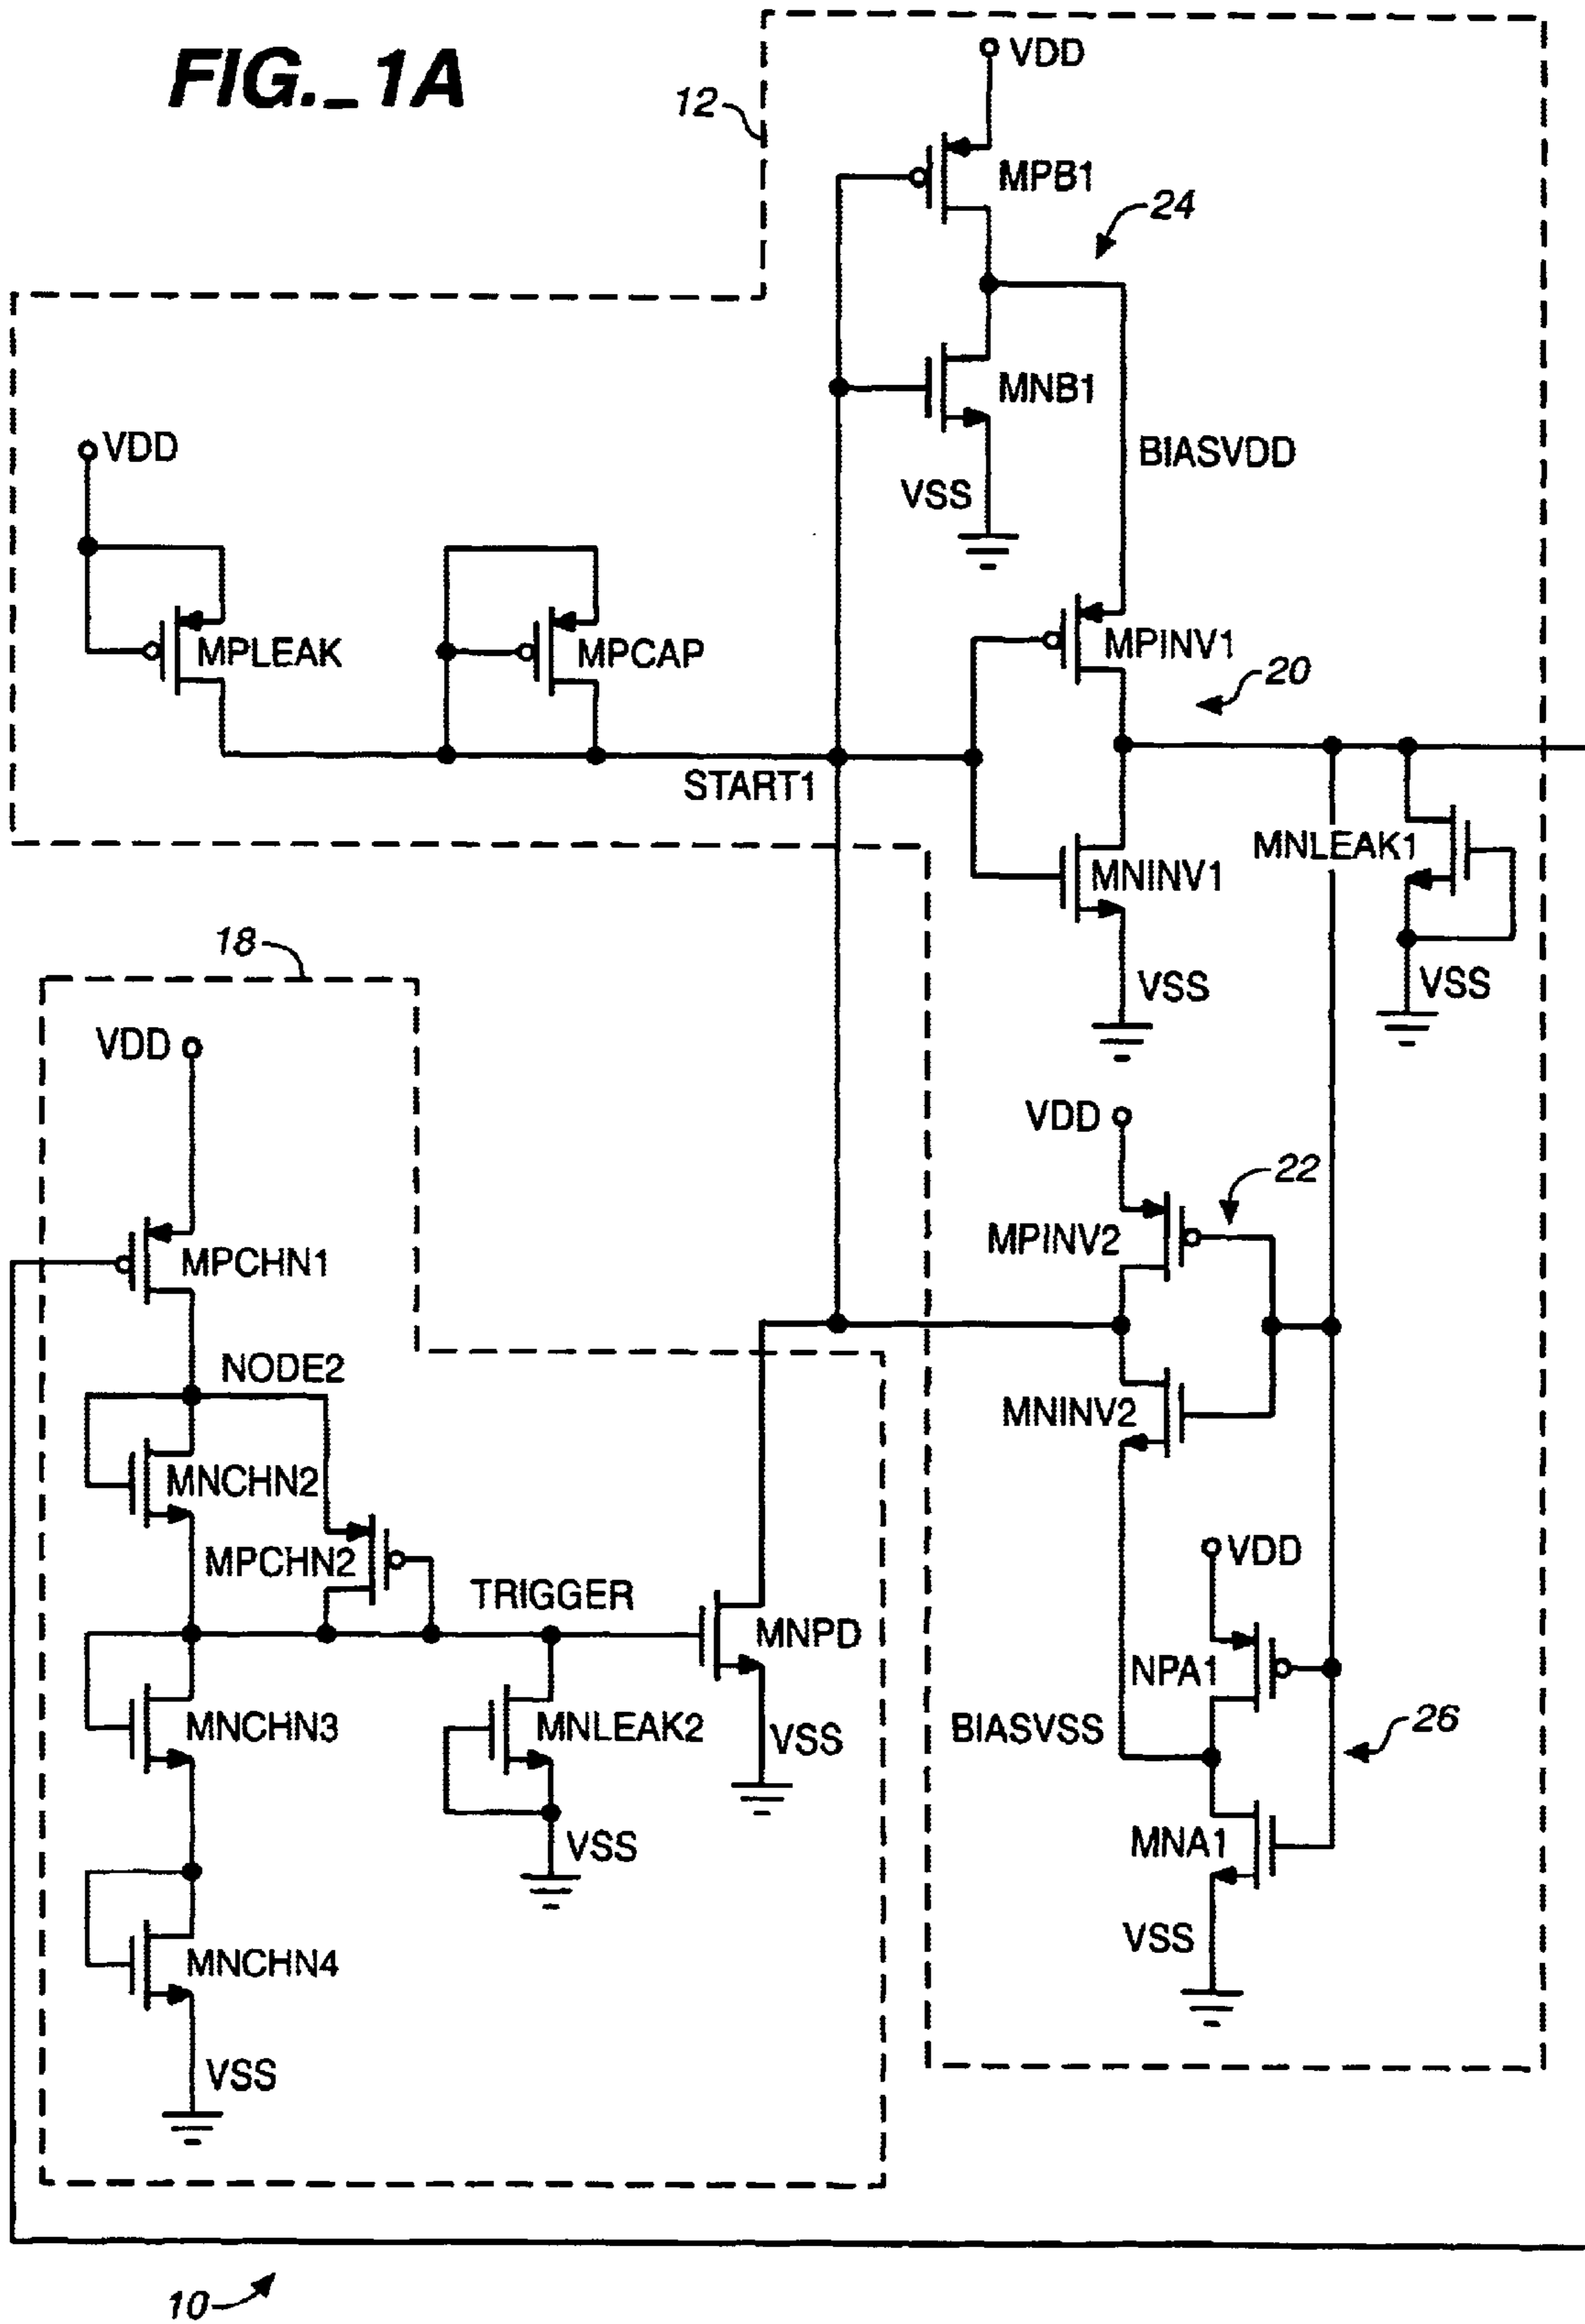 FIG._1A
12
VDD
MPB1
24
MNB1
VDD
BIASVDD
VSS
MPLEAK
MPCAP
MPINV1
20
START1
MNLEAK1
MNINV1
18
VSS
VSS
VDD
VDD
22
MPINV2
MPCHN1
NODE2
MNINV2
MNCHN2
MPCHN2
VDD
TRIGGER
MNPD
NPA1
MNCHN3
MNLEAK2
VSS
BIASVSS
26
VSS
MNA1
MNCHN4
VSS
VSS
10